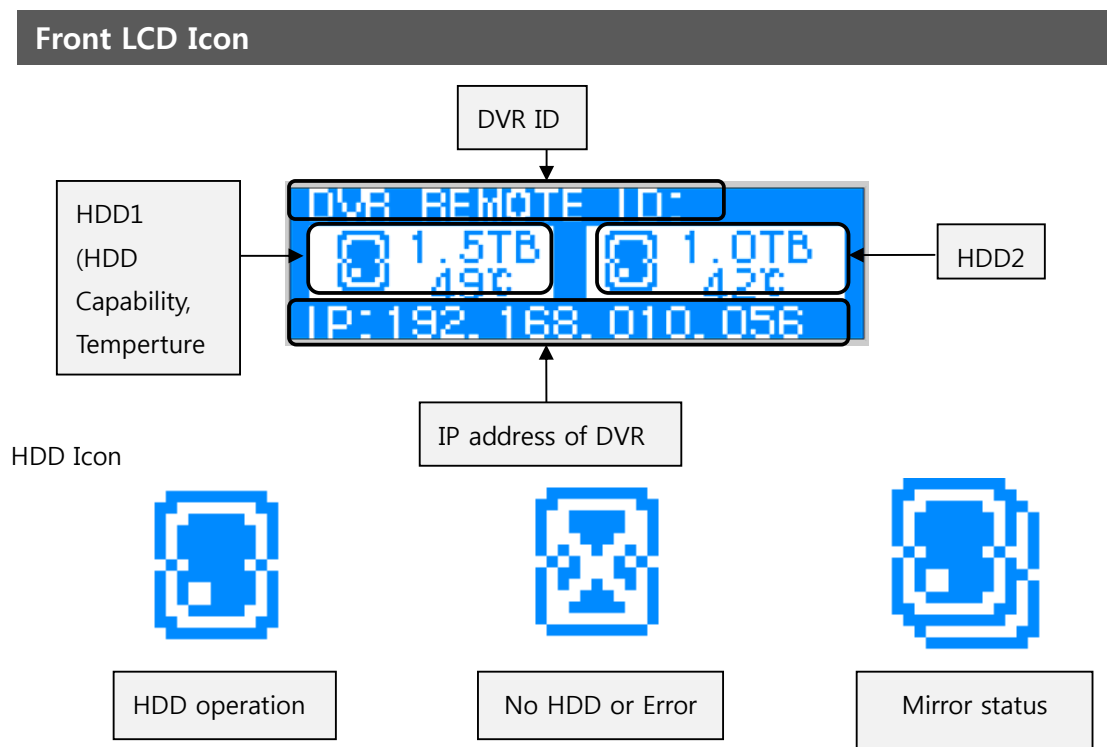 Front LCD Icon
DVR ID
HDD1
(HDD
Capability,
Temperture
DVR REMOTE ID:
1.5TB
49℃
1.0TB
42℃
IP:192.168.010.056
HDD2
IP address of DVR
HDD Icon
HDD operation
No HDD or Error
Mirror status